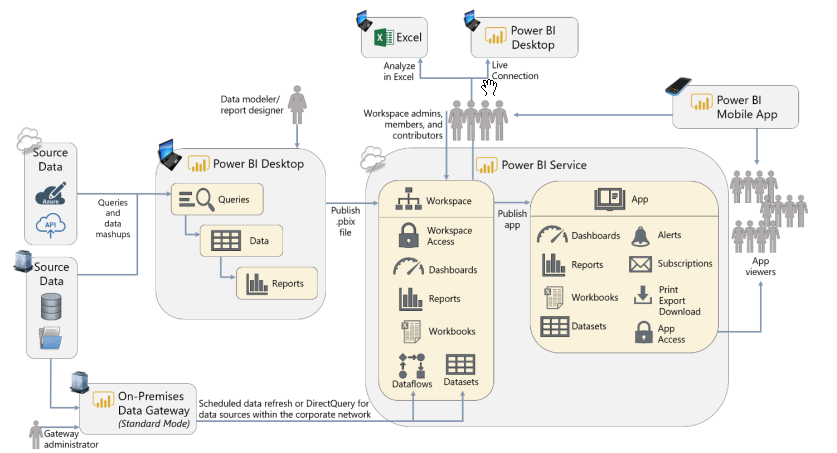 Excel
Power BI
Desktop
Analyze
in Excel
Live
Connection
Data modeler/
report designer
Workspace admins,
members, and
contributors
Power BI
Mobile App
Source
Data
Azure
API
Queries
and
data
mashups
Power BI Desktop
Queries
Data
Reports
Publish
.pbix
file
Power BI Service
Workspace
Workspace
Access
Dashboards
Reports
Workbooks
Dataflows
Datasets
Publish
app
App
Dashboards
Reports
Workbooks
Datasets
Alerts
Subscriptions
Print
Export
Download
App
Access
App
viewers
Source
Data
On-Premises
Data Gateway
(Standard Mode)
Scheduled data refresh or DirectQuery for
data sources within the corporate network
Gateway
administrator